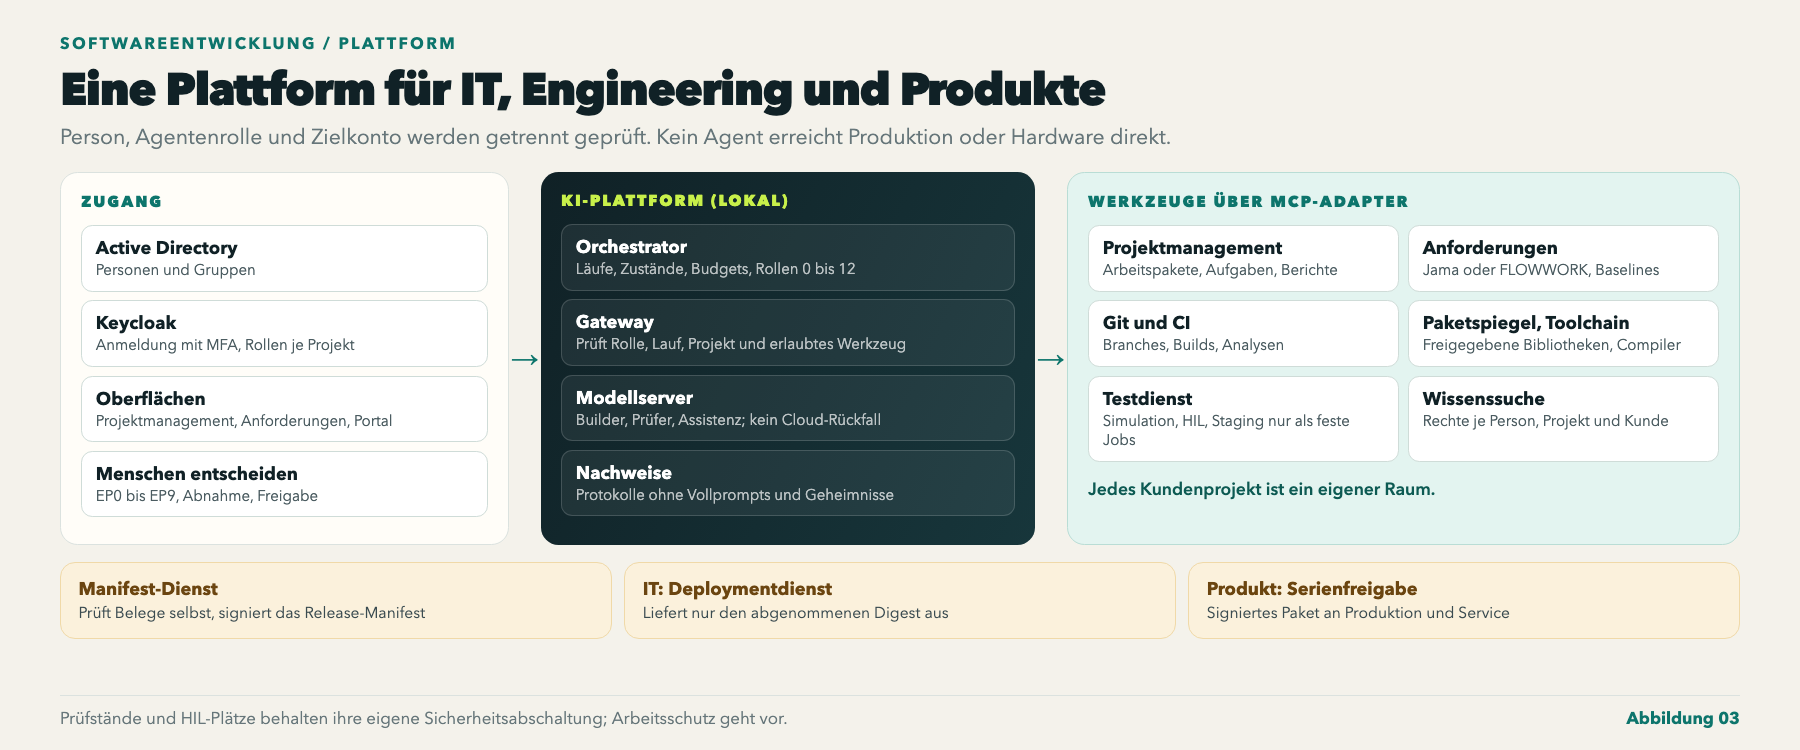 SOFTWAREENTWICKLUNG / PLATTFORM
Eine Plattform für IT, Engineering und Produkte
Person, Agentenrolle und Zielkonto werden getrennt geprüft. Kein Agent erreicht Produktion oder Hardware direkt.
ZUGANG
Active Directory
Personen und Gruppen
Keycloak
Anmeldung mit MFA, Rollen je Projekt
Oberflächen
Projektmanagement, Anforderungen, Portal
Menschen entscheiden
EP0 bis EP9, Abnahme, Freigabe
→
KI-PLATTFORM (LOKAL)
Orchestrator
Läufe, Zustände, Budgets, Rollen 0 bis 12
Gateway
Prüft Rolle, Lauf, Projekt und erlaubtes Werkzeug
Modellserver
Builder, Prüfer, Assistenz; kein Cloud-Rückfall
Nachweise
Protokolle ohne Vollprompts und Geheimnisse
→
WERKZEUGE ÜBER MCP-ADAPTER
Projektmanagement
Arbeitspakete, Aufgaben, Berichte
Anforderungen
Jama oder FLOWWORK, Baselines
Git und CI
Branches, Builds, Analysen
Paketspiegel, Toolchain
Freigegebene Bibliotheken, Compiler
Testdienst
Simulation, HIL, Staging nur als feste
Jobs
Wissenssuche
Rechte je Person, Projekt und Kunde
Jedes Kundenprojekt ist ein eigener Raum.
Manifest-Dienst
Prüft Belege selbst, signiert das Release-Manifest
IT: Deploymentdienst
Liefert nur den abgenommenen Digest aus
Produkt: Serienfreigabe
Signiertes Paket an Produktion und Service
Prüfstände und HIL-Plätze behalten ihre eigene Sicherheitsabschaltung; Arbeitsschutz geht vor.
Abbildung 03